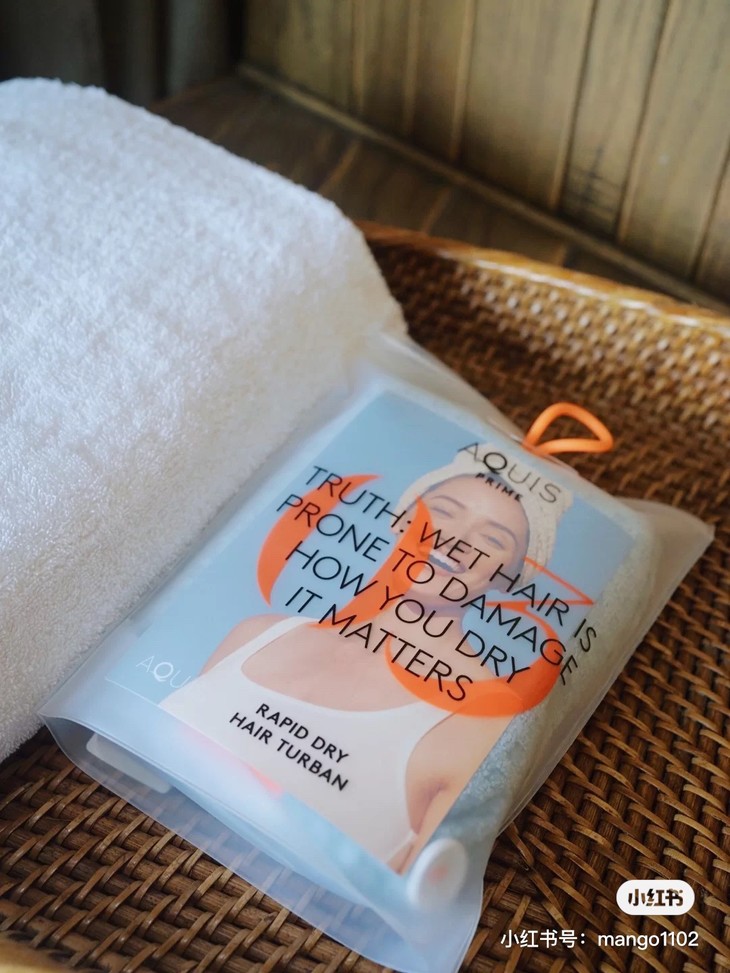 AQUIS
PRIME
TRUTH: WET HAIR IS
PRONE TO DAMAGE
HOW YOU DRY
IT MATTERS
AQU
RAPID DRY
HAIR TURBAN
小红书
小红书号：mango1102